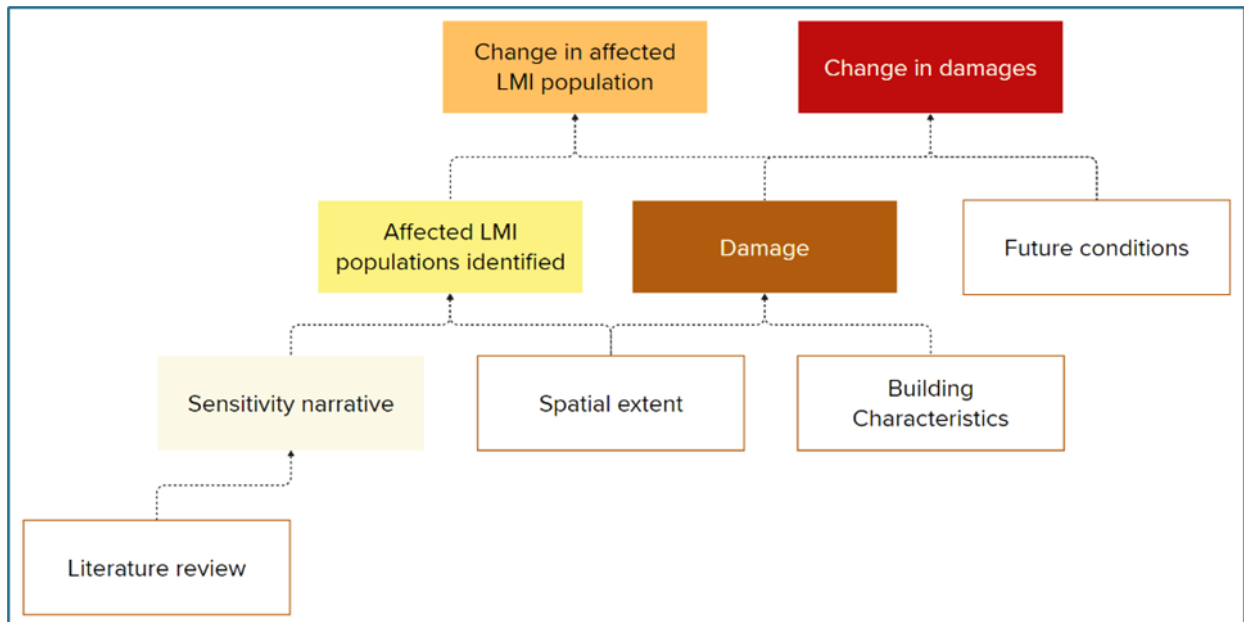 Change in affected
LMI population
Change in damages
Affected LMI
populations identified
Damage
Future conditions
Sensitivity narrative
Spatial extent
Building
Characteristics
Literature review